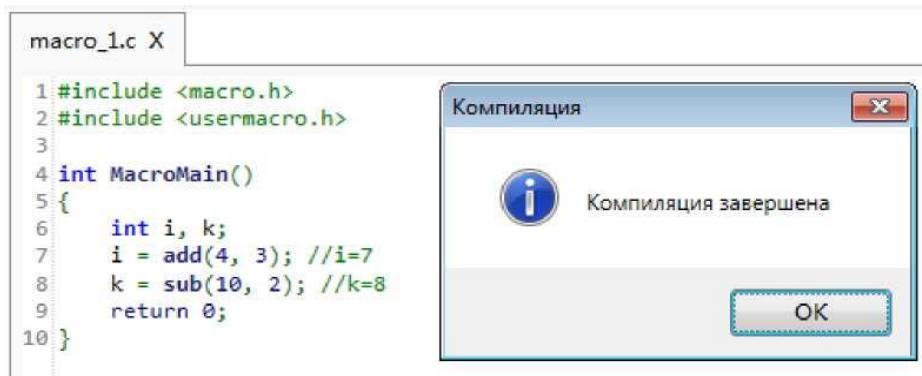 macro_1.c X
1 #include <macro.h>
2 #include <usermacro.h>
3
4 int MacroMain()
5 {
6 int i, k;
7 i = add(4, 3); //i=7
8 k = sub(10, 2); //k=8
9 return 0;
10 }
Компиляция
Компиляция завершена
OK